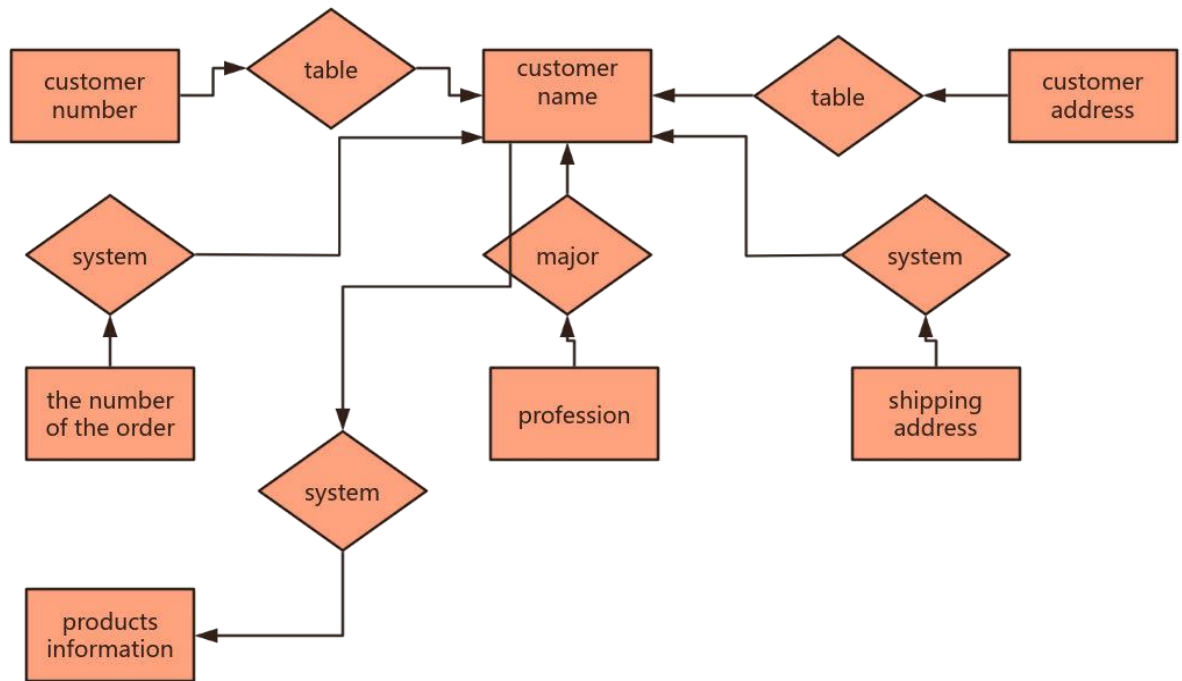 customer
number
table
customer
name
table
customer
address
system
major
system
the number
of the order
profession
shipping
address
system
products
information